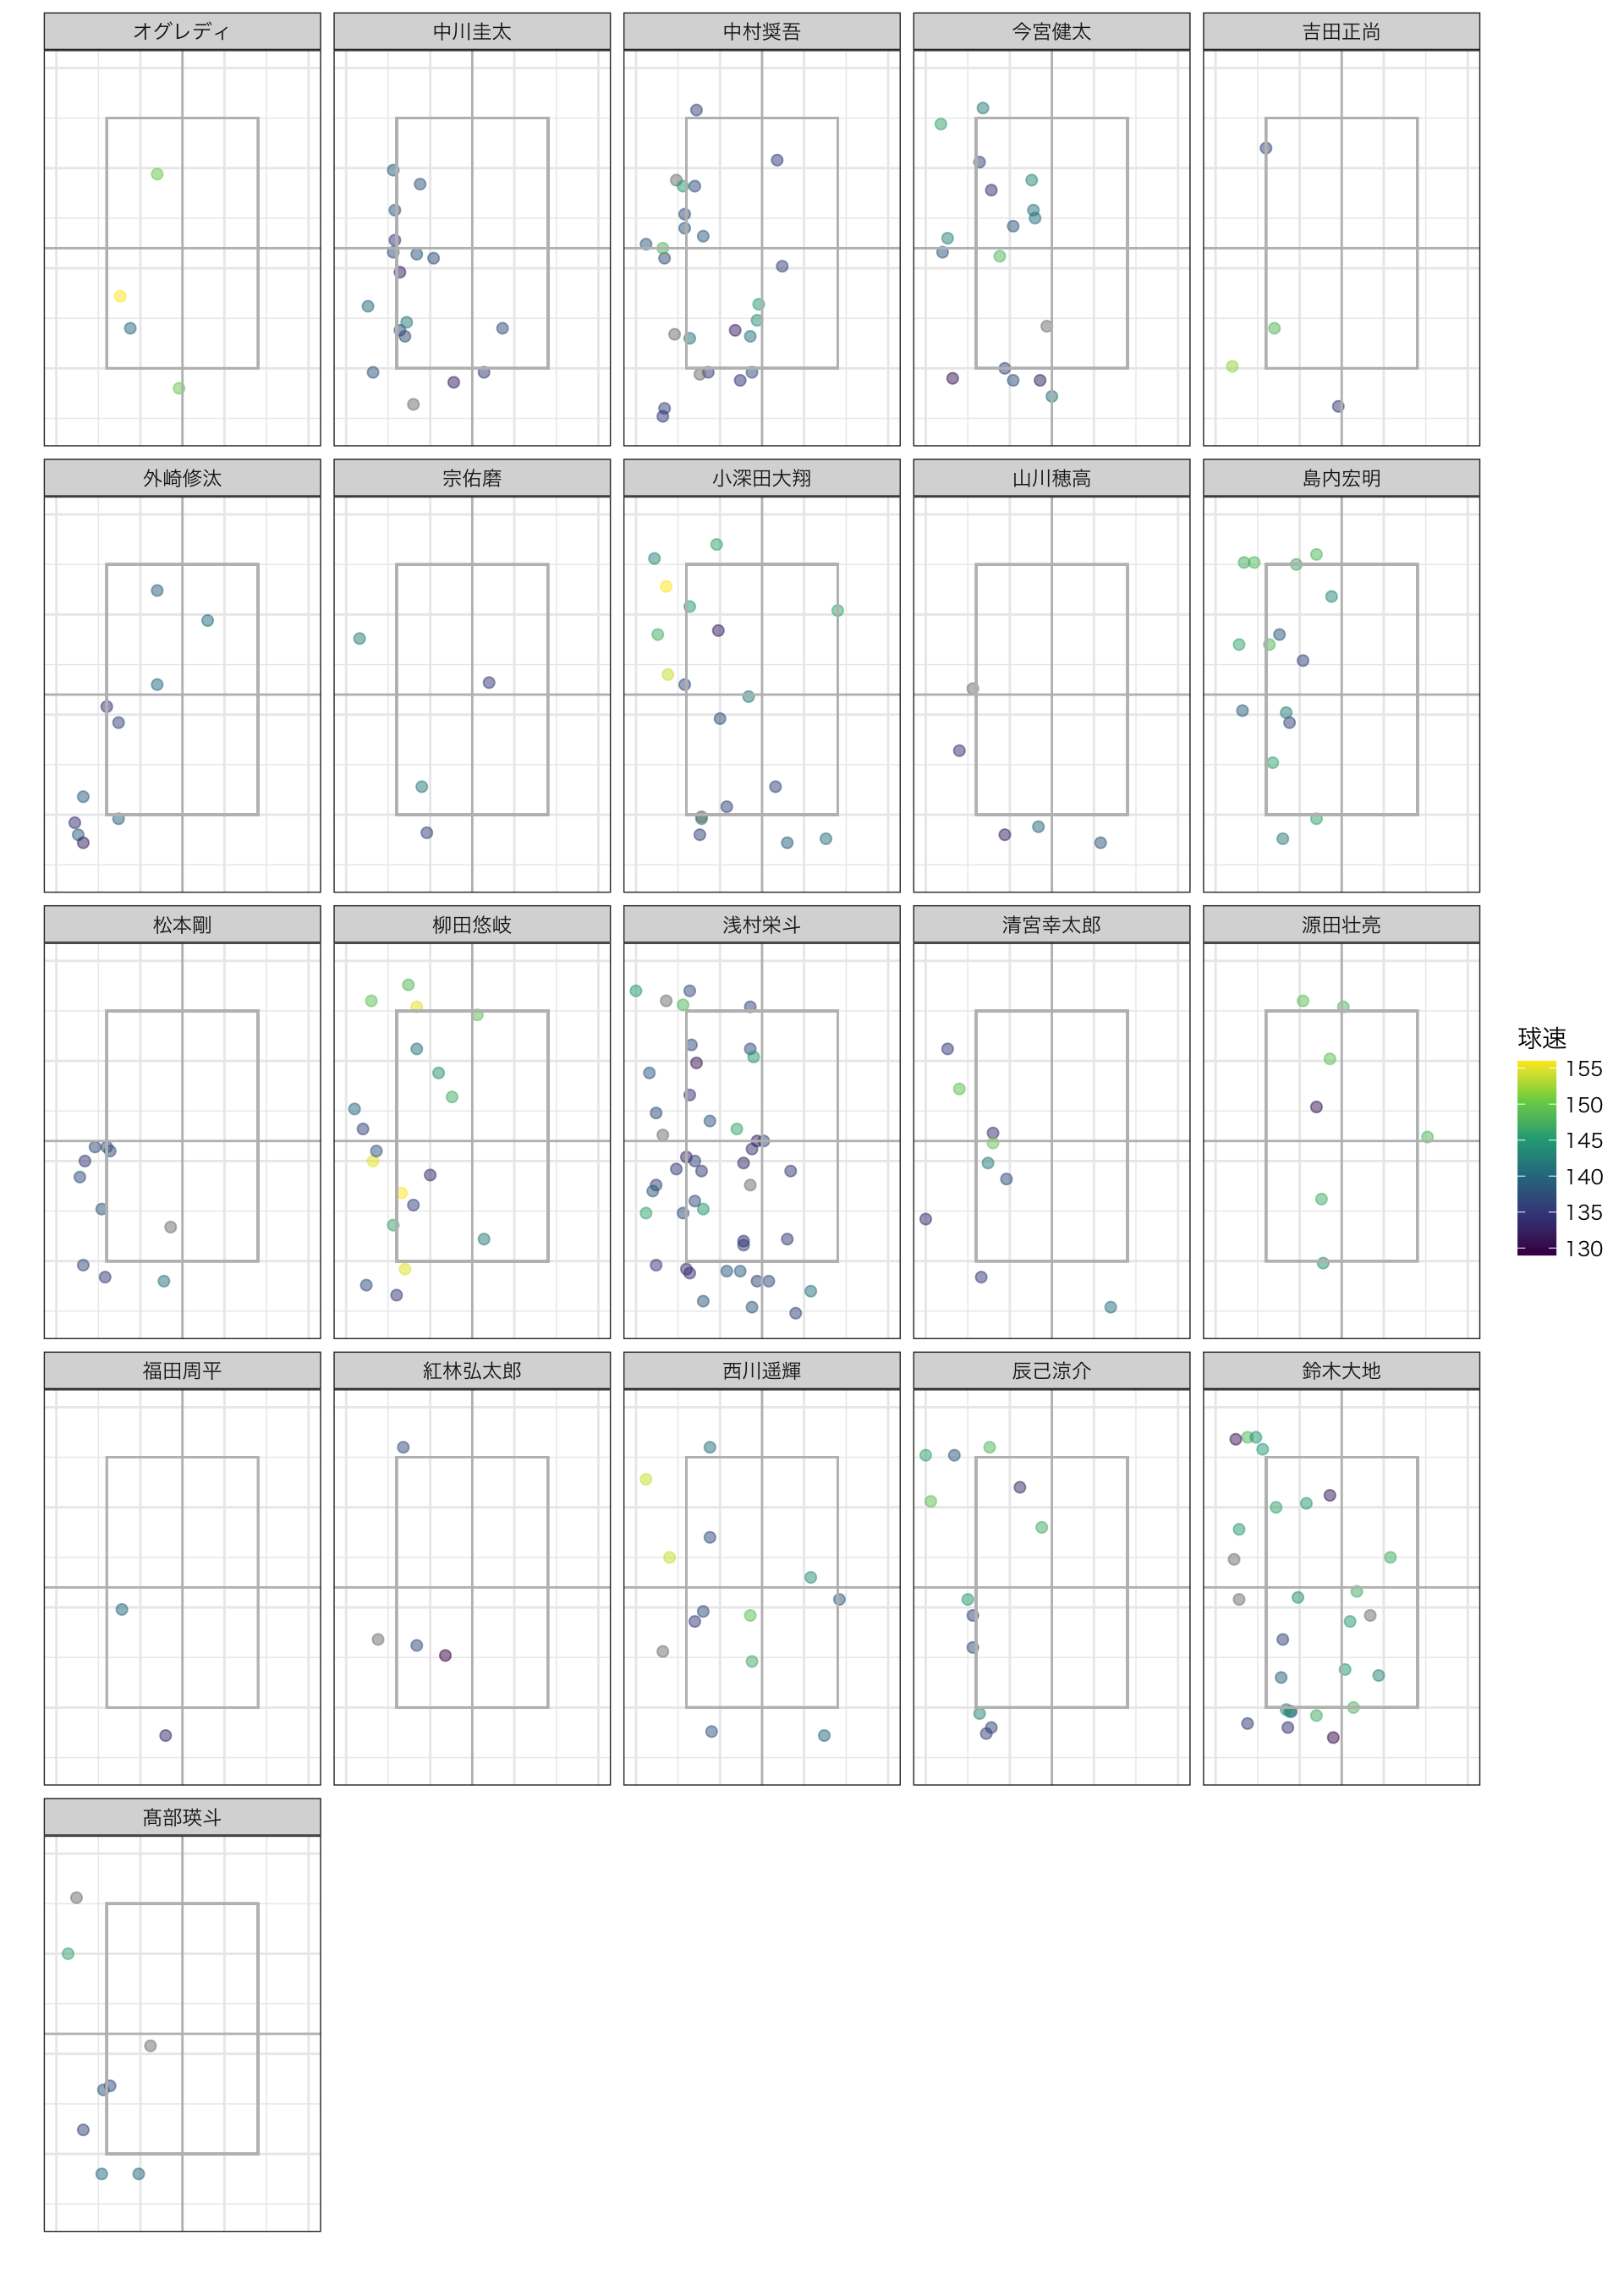 オグレディ
中川圭太
中村奨吾
今宮健太
吉田正尚
外崎修汰
宗佑磨
小深田大翔
山川穂高
島内宏明
松本剛
柳田悠岐
浅村栄斗
清宮幸太郎
源田壮亮
福田周平
紅林弘太郎
西川遥輝
辰己涼介
鈴木大地
髙部瑛斗
球速
155
150
145
140
135
130